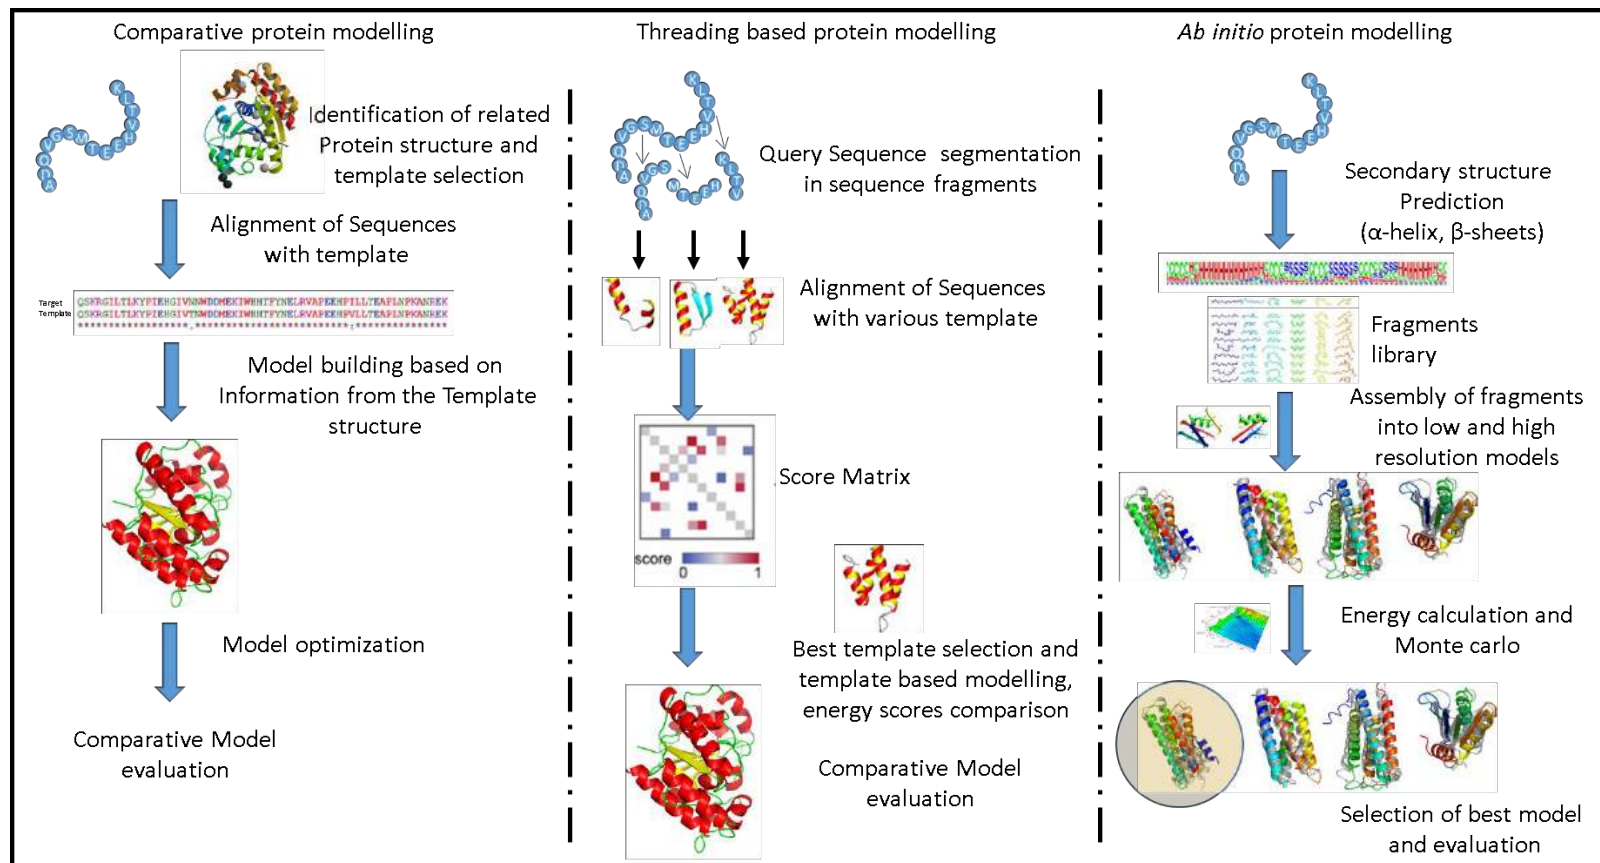 Comparative protein modelling
K L T V H E E T M S G V Q D A
Identification of related
Protein structure and
template selection
Alignment of Sequences
with template
Target QSKRGILTLKYPIEHGIVTNWDDMEKIWHHTFYNELRVAPEEHPILLTEAPLNPKANREK
Template QSKRGILTLKYPIEHGIVTNWDDMEKIWHHTFYNELRVAPEEHPVLLTEAPLNPKANREK
Model building based on
Information from the Template
structure
Model optimization
Comparative Model
evaluation
Threading based protein modelling
K L T V H E E T M S G V Q D A
V G S
Q
D
A
M T E E H
K L T V
Query Sequence segmentation
in sequence fragments
Alignment of Sequences
with various template
Score Matrix
score
0 1
Best template selection and
template based modelling,
energy scores comparison
Comparative Model
evaluation
Ab initio protein modelling
K L T V H E E T M S G V Q D A
Secondary structure
Prediction
(α-helix, β-sheets)
Fragments
library
Assembly of fragments
into low and high
resolution models
Energy calculation and
Monte carlo
Selection of best model
and evaluation